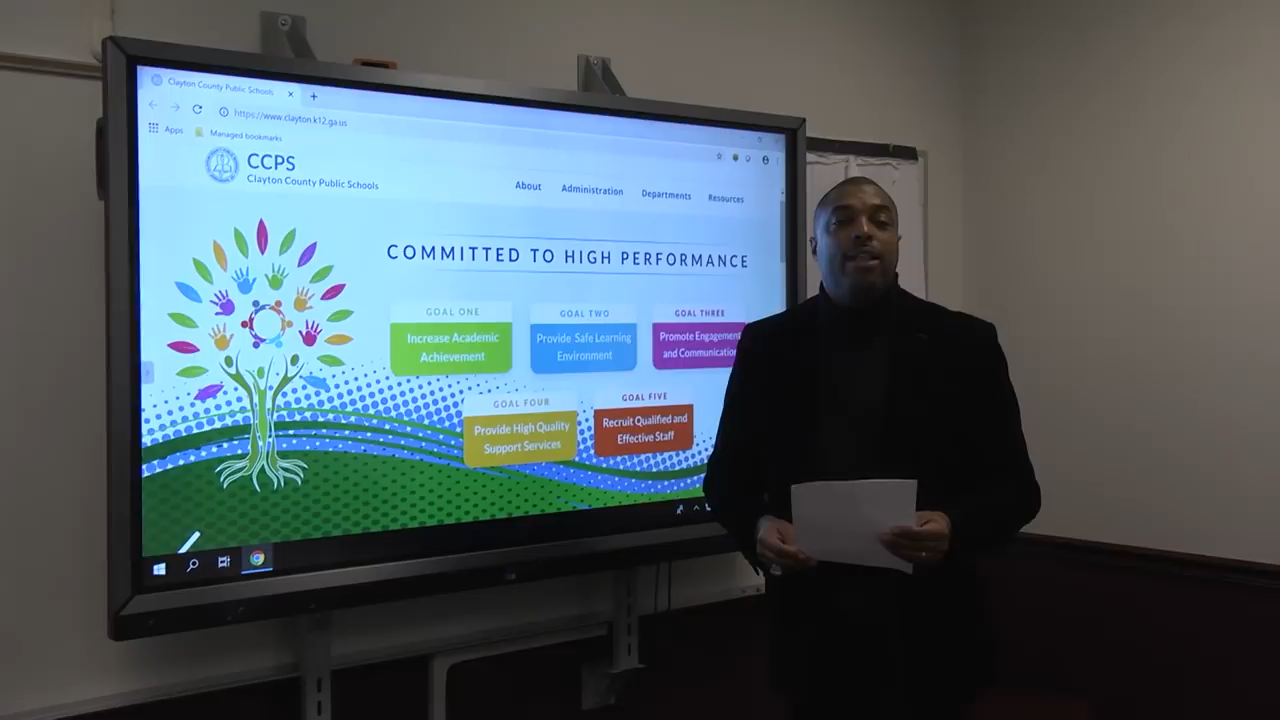 Clayton County Public Schools
https://www.clayton.k12.ga.us
Apps
Managed bookmarks
CCPS
Clayton County Public Schools
About
Administration
Departments
Resources
COMMITTED TO HIGH PERFORMANCE
GOAL ONE
Increase Academic
Achievement
GOAL TWO
Provide Safe Learning
Environment
GOAL THREE
Promote Engagement
and Communication
GOAL FOUR
Provide High Quality
Support Services
GOAL FIVE
Recruit Qualified and
Effective Staff